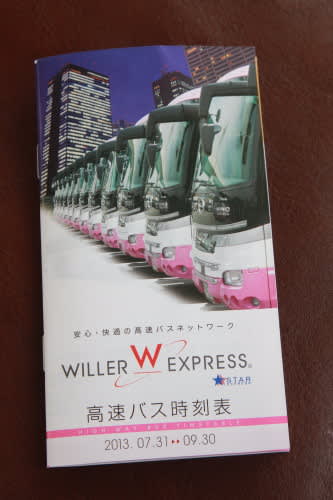 安心・快適の高速バスネットワーク
WILLER W EXPRESS®
STAR
高速バス時刻表
HIGH WAY BUS TIMETABLE
2013. 07.31 ▸▸ 09.30